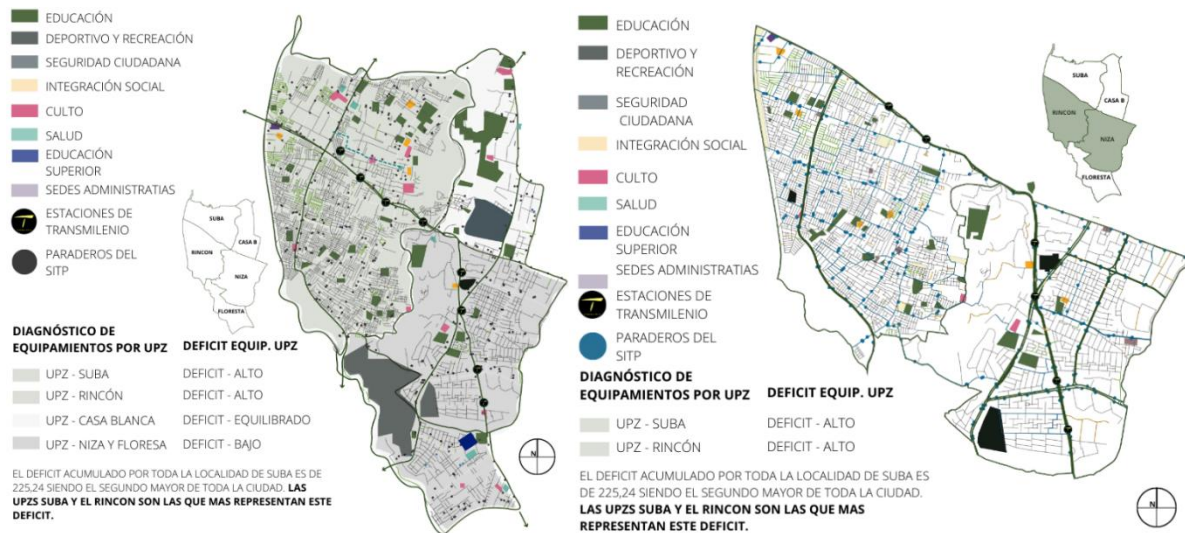 EDUCACIÓN
DEPORTIVO Y RECREACIÓN
SEGURIDAD CIUDADANA
INTEGRACIÓN SOCIAL
CULTO
SALUD
EDUCACIÓN
SUPERIOR
SEDES ADMINISTRATIAS
ESTACIONES DE
TRANSMILENIO
PARADEROS DEL
SITP
SUBA
CASA B
RINCON
NIZA
FLORESTA
DIAGNÓSTICO DE
EQUIPAMIENTOS POR UPZ
DEFICIT EQUIP. UPZ
UPZ - SUBA DEFICIT - ALTO
UPZ - RINCÓN DEFICIT - ALTO
UPZ - CASA BLANCA DEFICIT - EQUILIBRADO
UPZ - NIZA Y FLORESA DEFICIT - BAJO
EL DEFICIT ACUMULADO POR TODA LA LOCALIDAD DE SUBA ES DE
225,24 SIENDO EL SEGUNDO MAYOR DE TODA LA CIUDAD. LAS
UPZS SUBA Y EL RINCON SON LAS QUE MAS REPRESENTAN ESTE
DEFICIT.
N
EDUCACIÓN
DEPORTIVO Y
RECREACIÓN
SEGURIDAD
CIUDADANA
INTEGRACIÓN SOCIAL
CULTO
SALUD
EDUCACIÓN
SUPERIOR
SEDES ADMINISTRATIAS
ESTACIONES DE
TRANSMILENIO
PARADEROS DEL
SITP
SUBA
CASA B
RINCON
NIZA
FLORESTA
DIAGNÓSTICO DE
EQUIPAMIENTOS POR UPZ
DEFICIT EQUIP. UPZ
UPZ - SUBA DEFICIT - ALTO
UPZ - RINCÓN DEFICIT - ALTO
EL DEFICIT ACUMULADO POR TODA LA LOCALIDAD DE SUBA ES
DE 225,24 SIENDO EL SEGUNDO MAYOR DE TODA LA CIUDAD.
LAS UPZS SUBA Y EL RINCON SON LAS QUE MAS
REPRESENTAN ESTE DEFICIT.
N